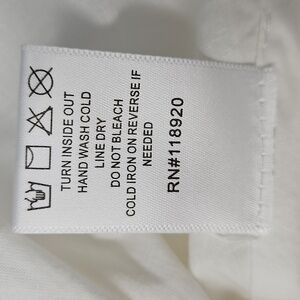 TURN INSIDE OUT
HAND WASH COLD
LINE DRY
DO NOT BLEACH
COLD IRON ON REVERSE IF
NEEDED
RN#118920